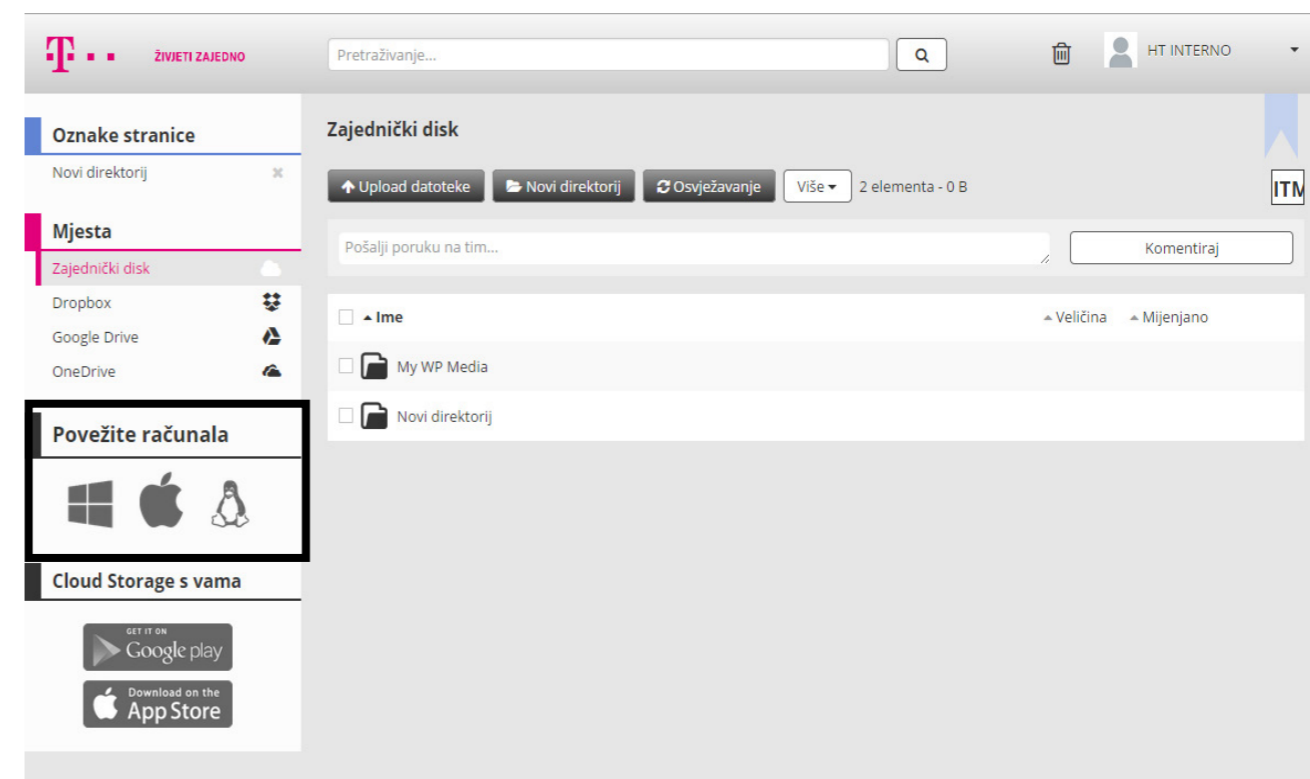 T ŽIVJETI ZAJEDNO
Pretraživanje...
HT INTERNO
Oznake stranice
Novi direktorij
Mjesta
Zajednički disk
Dropbox
Google Drive
OneDrive
Povežite računala
Cloud Storage s vama
GET IT ON
Google play
Download on the
App Store
Zajednički disk
Upload datoteke Novi direktorij Osvježavanje Više 2 elementa - 0 B
ITM
Pošalji poruku na tim... Komentiraj
Ime Veličina Mijenjano
My WP Media
Novi direktorij